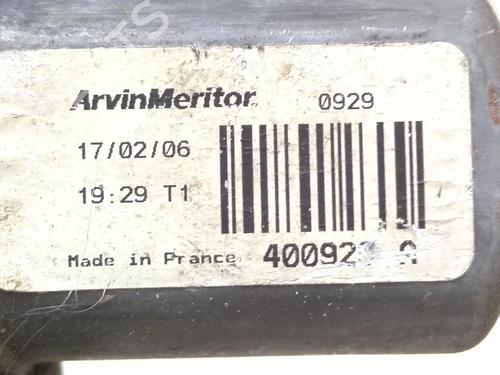 ArvinMeritor 0929
17/02/06
19:29 T1
Made in France